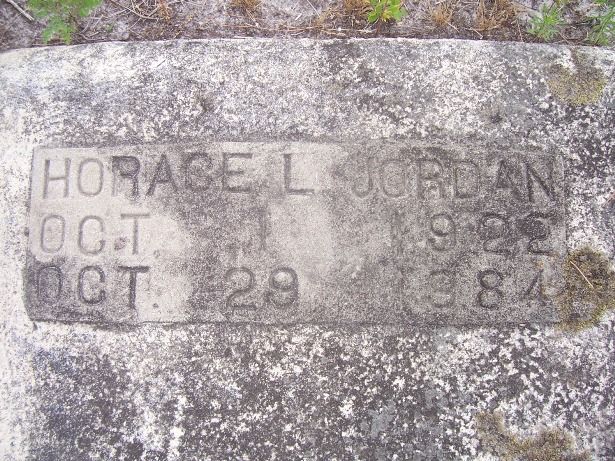 HORACE L. JORDAN
OCT. 1 1922
OCT. 29 1984